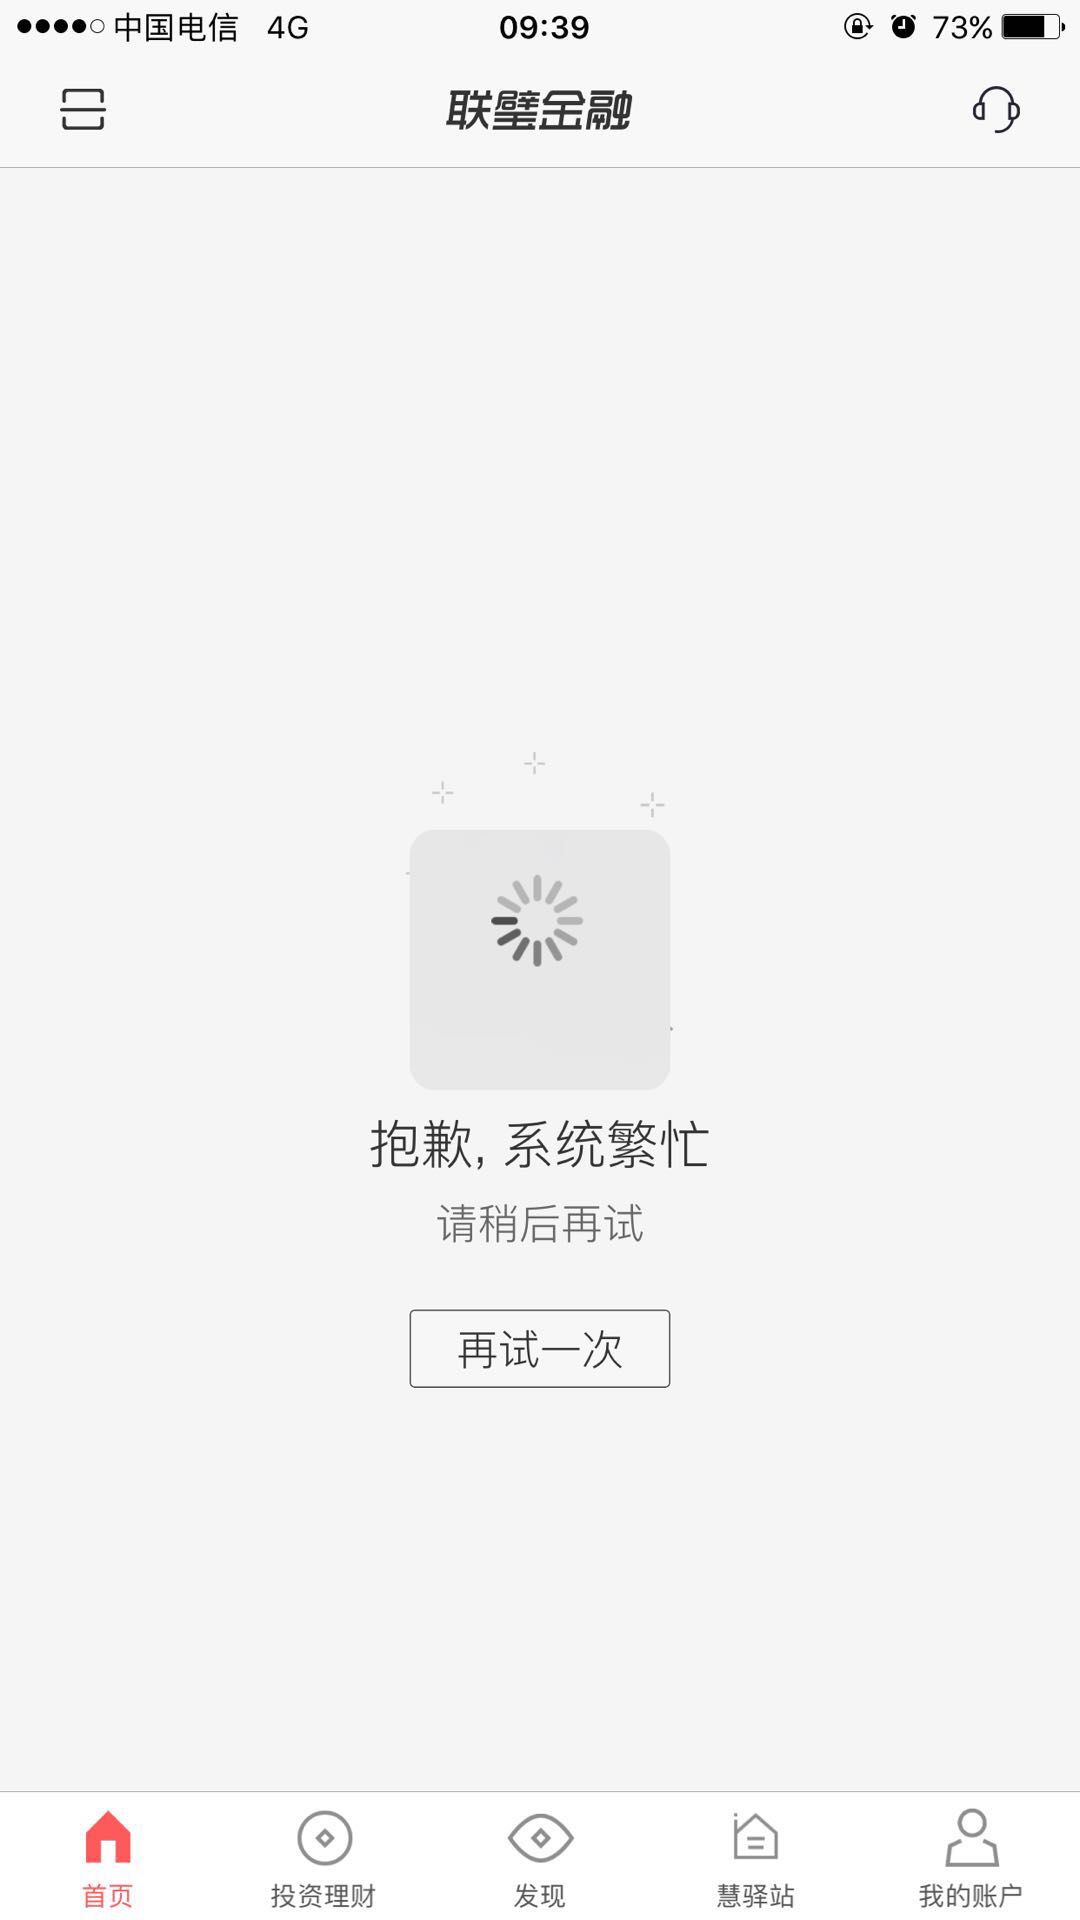 中国电信 4G 09:39 73%
联璧金融
抱歉, 系统繁忙
请稍后再试
再试一次
首页 投资理财 发现 慧驿站 我的账户